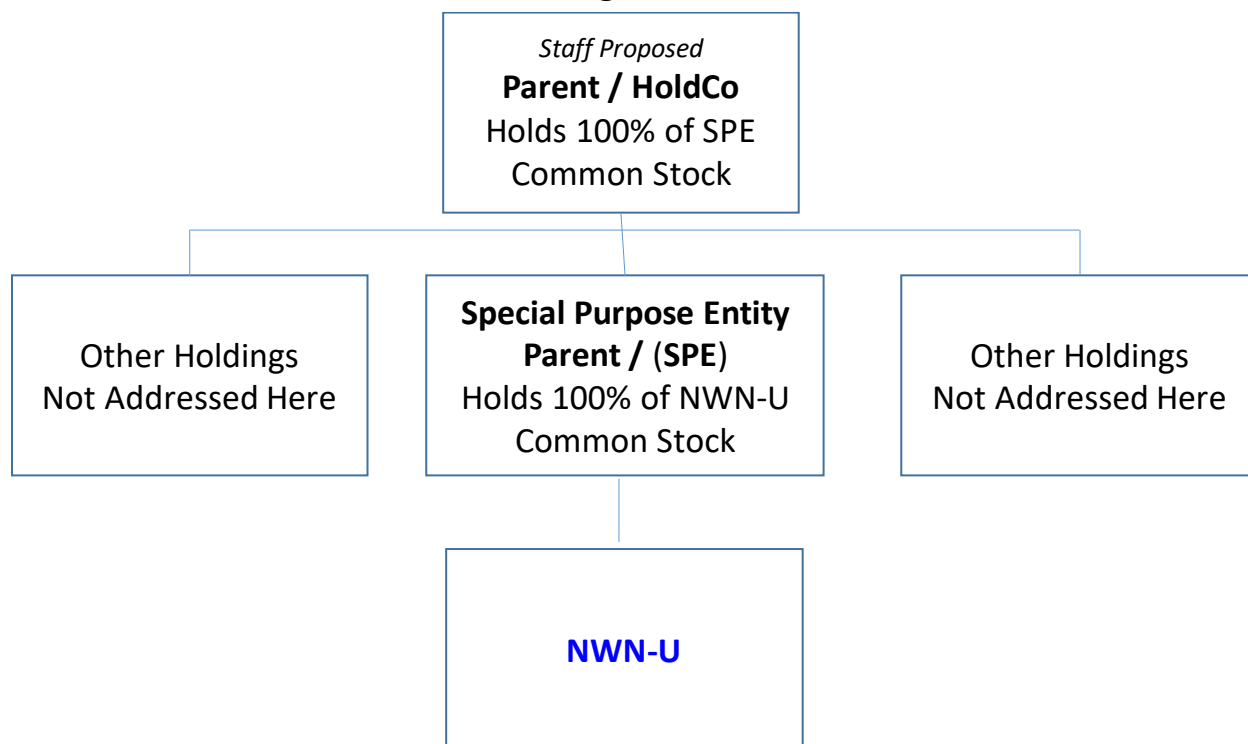 Staff Proposed
Parent / HoldCo
Holds 100% of SPE
Common Stock
Other Holdings
Not Addressed Here
Special Purpose Entity
Parent / (SPE)
Holds 100% of NWN-U
Common Stock
Other Holdings
Not Addressed Here
NWN-U